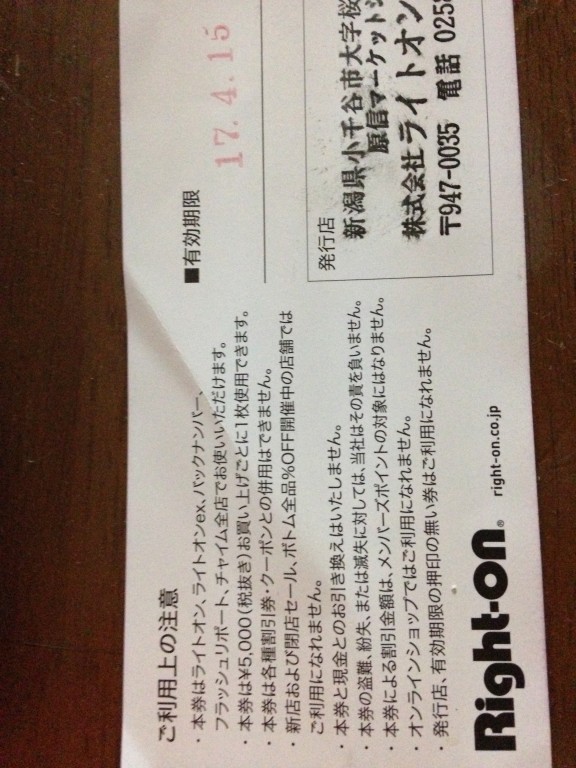 ご利用上の注意
・本券はライトオン、ライトオンex、バックナンバー、
フラッシュリポート、チャイム全店でお使いいただけます。
・本券は¥5,000(税抜き)お買い上げごとに1枚使用できます。
・本券は各種割引券・クーポンとの併用はできません。
・新店および閉店セール、ボトム全品%OFF開催中の店舗では
ご利用になれません。
・本券と現金とのお引き換えはいたしません。
・本券の盗難、紛失、または滅失に対しては、当社はその責を負いません。
・本券による割引金額は、メンバーズポイントの対象にはなりません。
・オンラインショップではご利用になれません。
・発行店、有効期限の押印の無い券はご利用になれません。
Right-on® right-on.co.jp
■有効期限
17.4.15
発行店
新潟県小千谷市大字桜
原信マーケット
株式会社ライトオン
〒947-0035 電話 0258